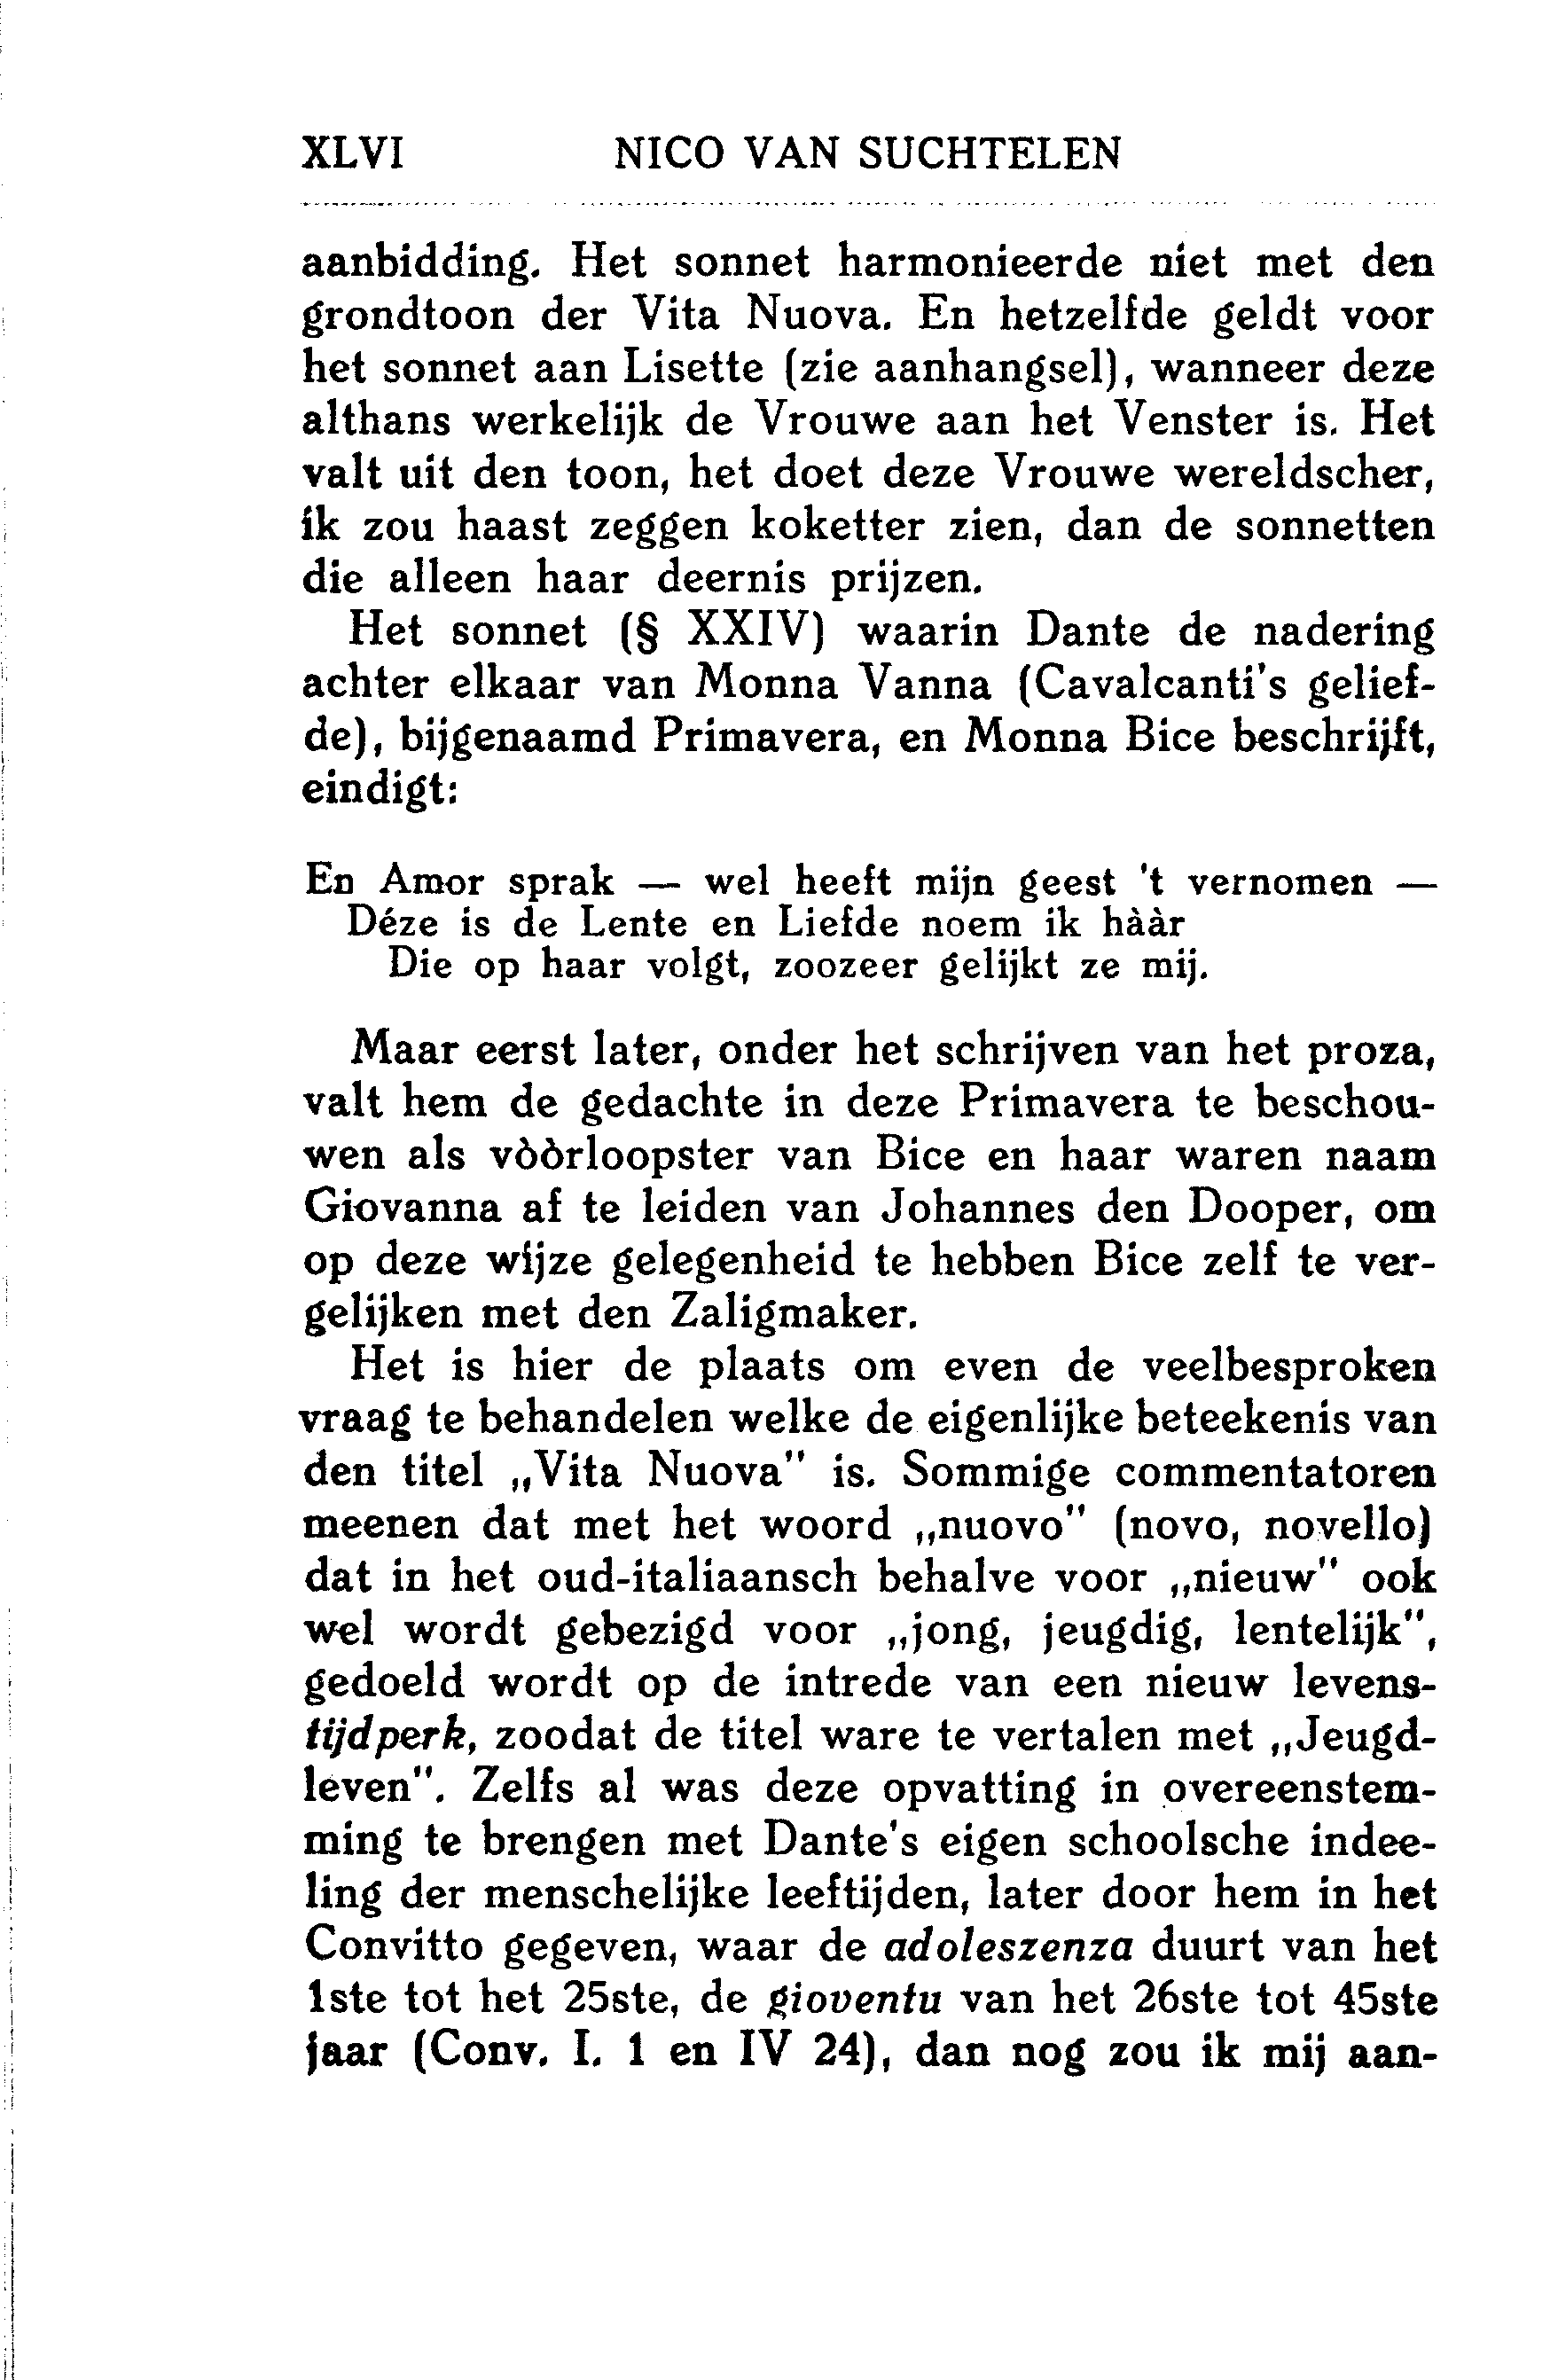 XLVI NICO VAN SUCHTELEN
aanbidding. Het sonnet harmonieerde niet met den
grondtoon der Vita Nuova. En hetzelfde geldt voor
het sonnet aan Lisette (zie aanhangsel), wanneer deze
althans werkelijk de Vrouwe aan het Venster is. Het
valt uit den toon, het doet deze Vrouwe wereldscher,
ik zou haast zeggen koketter zien, dan de sonnetten
die alleen haar deernis prijzen.
Het sonnet (§ XXIV) waarin Dante de nadering
achter elkaar van Monna Vanna (Cavalcanti's gelief-
de), bijgenaamd Primavera, en Monna Bice beschrijft,
eindigt:
En Amor sprak — wel heeft mijn geest 't vernomen —
Déze is de Lente en Liefde noem ik hààr
Die op haar volgt, zoozeer gelijkt ze mij.
Maar eerst later, onder het schrijven van het proza,
valt hem de gedachte in deze Primavera te beschou-
wen als vòòrloopster van Bice en haar waren naam
Giovanna af te leiden van Johannes den Dooper, om
op deze wijze gelegenheid te hebben Bice zelf te ver-
gelijken met den Zaligmaker.
Het is hier de plaats om even de veelbesproken
vraag te behandelen welke de eigenlijke beteekenis van
den titel „Vita Nuova" is. Sommige commentatoren
meenen dat met het woord „nuovo" (novo, novello)
dat in het oud-italiaansch behalve voor „nieuw" ook
wel wordt gebezigd voor „jong, jeugdig, lentelijk",
gedoeld wordt op de intrede van een nieuw levens-
tijdperk, zoodat de titel ware te vertalen met „Jeugd-
leven". Zelfs al was deze opvatting in overeenstem-
ming te brengen met Dante's eigen schoolsche indee-
ling der menschelijke leeftijden, later door hem in het
Convitto gegeven, waar de adoleszenza duurt van het
1ste tot het 25ste, de gioventu van het 26ste tot 45ste
jaar (Conv. I. 1 en IV 24), dan nog zou ik mij aan-